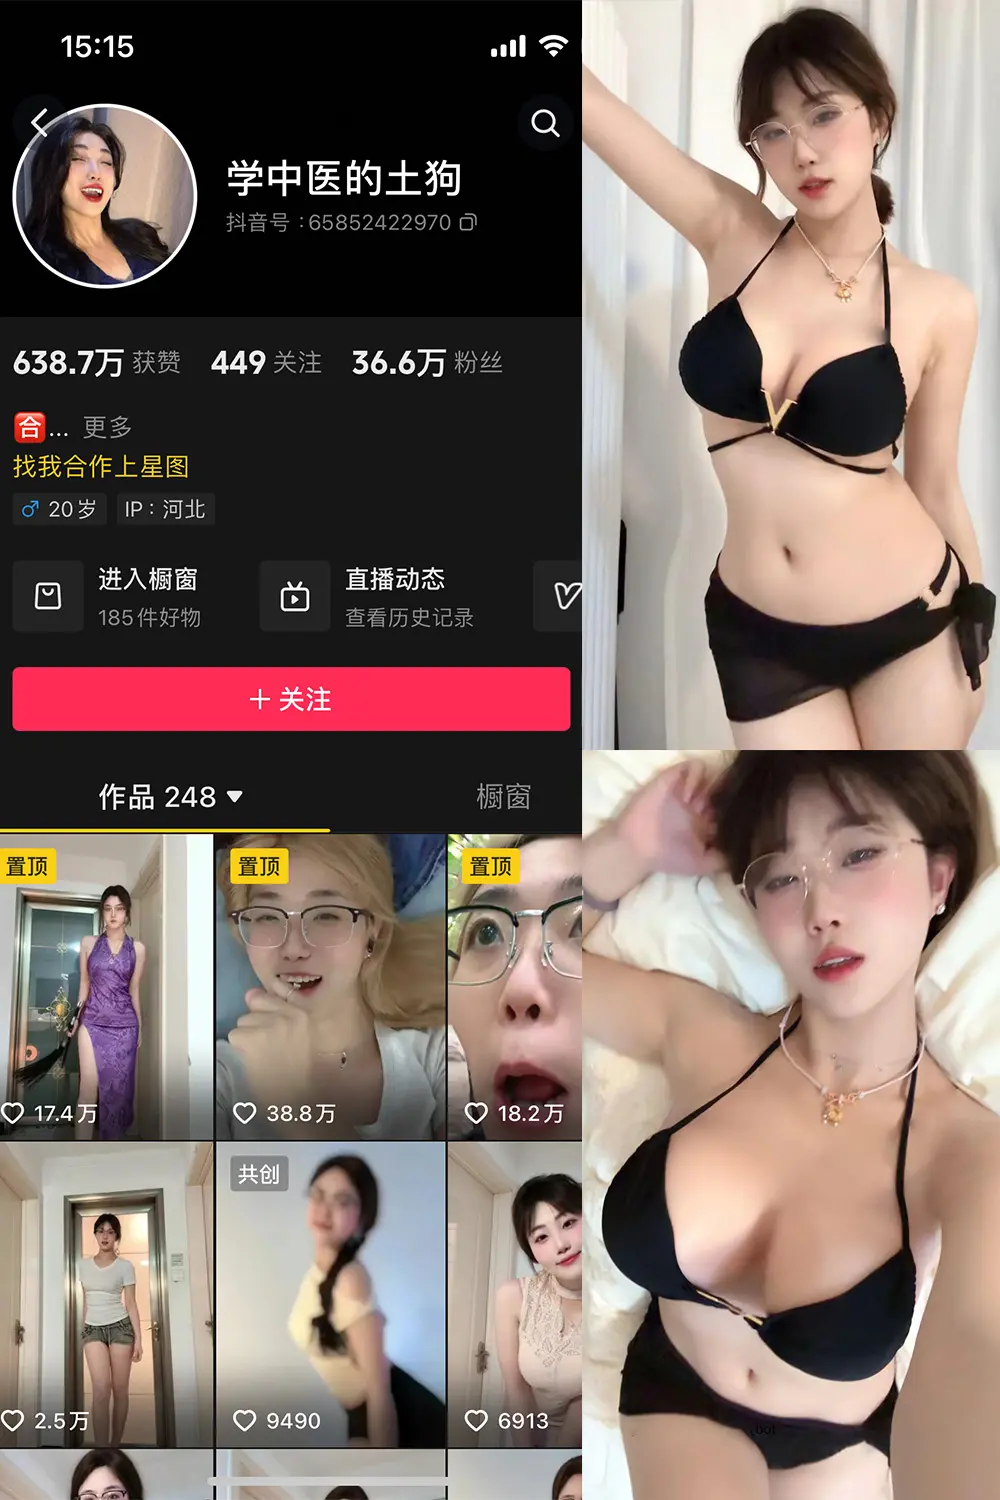 15:15
学中医的土狗
抖音号：65852422970
638.7万 获赞 449 关注 36.6万 粉丝
合... 更多
找我合作上星图
♂ 20岁 IP：河北
进入橱窗
185件好物
直播动态
查看历史记录
+ 关注
作品 248 ▼ 橱窗
置顶 置顶 置顶
17.4万 38.8万 18.2万
共创
2.5万 9490 6913
V